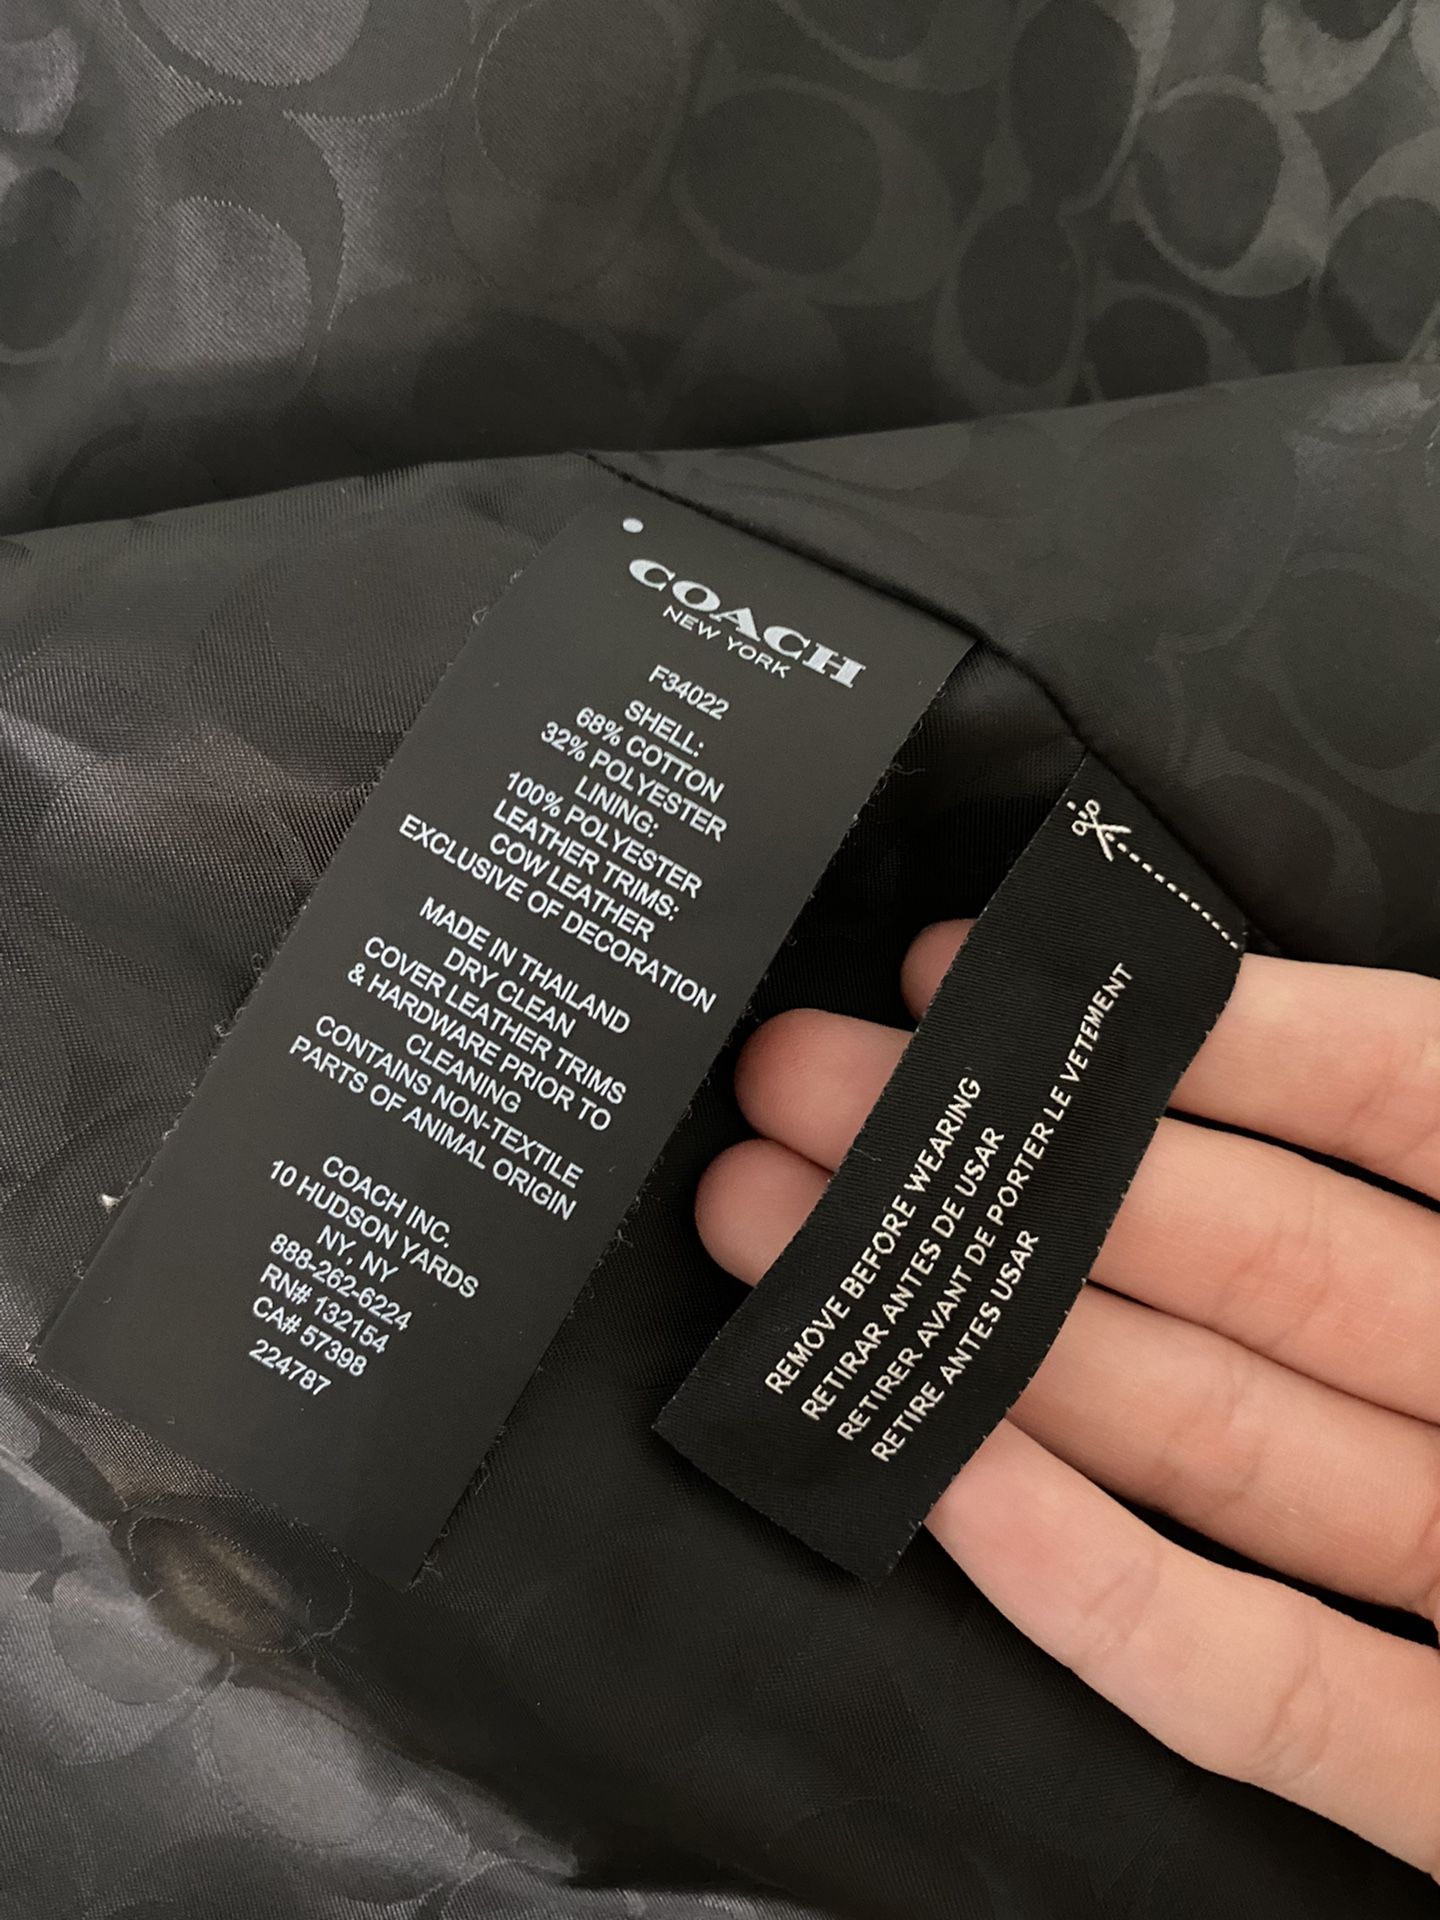 COACH
NEW YORK
F34022
SHELL:
68% COTTON
32% POLYESTER
LINING:
100% POLYESTER
LEATHER TRIMS:
COW LEATHER
EXCLUSIVE OF DECORATION
MADE IN THAILAND
DRY CLEAN
COVER LEATHER TRIMS
& HARDWARE PRIOR TO
CLEANING
CONTAINS NON-TEXTILE
PARTS OF ANIMAL ORIGIN
COACH INC.
10 HUDSON YARDS
NY, NY
888-262-6224
RN# 132154
CA# 57398
224787
REMOVE BEFORE WEARING
RETIRAR ANTES DE USAR
RETIRER AVANT DE PORTER LE VETEMENT
RETIRE ANTES USAR